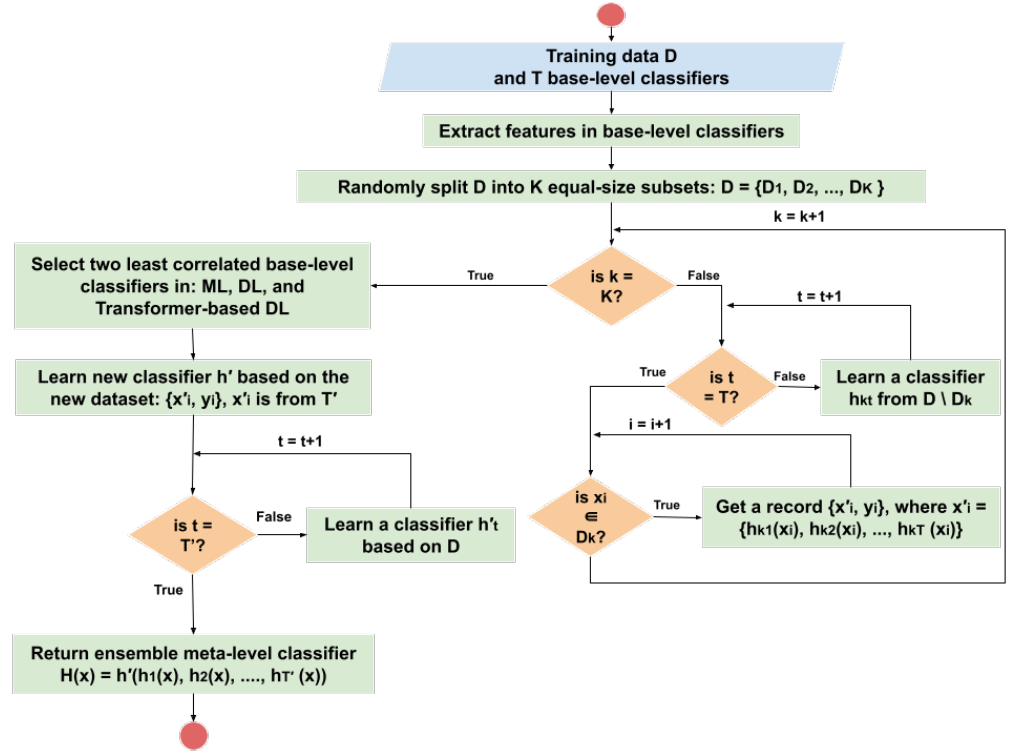 Training data D
and T base-level classifiers
Extract features in base-level classifiers
Randomly split D into K equal-size subsets: D = {D1, D2, ..., DK }
k = k+1
is k =
K?
True
False
Select two least correlated base-level
classifiers in: ML, DL, and
Transformer-based DL
t = t+1
is t
= T?
True
False
Learn a classifier
hkt from D \ Dk
Learn new classifier h′ based on the
new dataset: {x′i, yi}, x′i is from T′
i = i+1
is xi
∈
Dk?
True
Get a record {x′i, yi}, where x′i =
{hk1(xi), hk2(xi), ..., hkT (xi)}
t = t+1
is t =
T’?
False
Learn a classifier h′t
based on D
True
Return ensemble meta-level classifier
H(x) = h′(h1(x), h2(x), ...., hT′ (x))